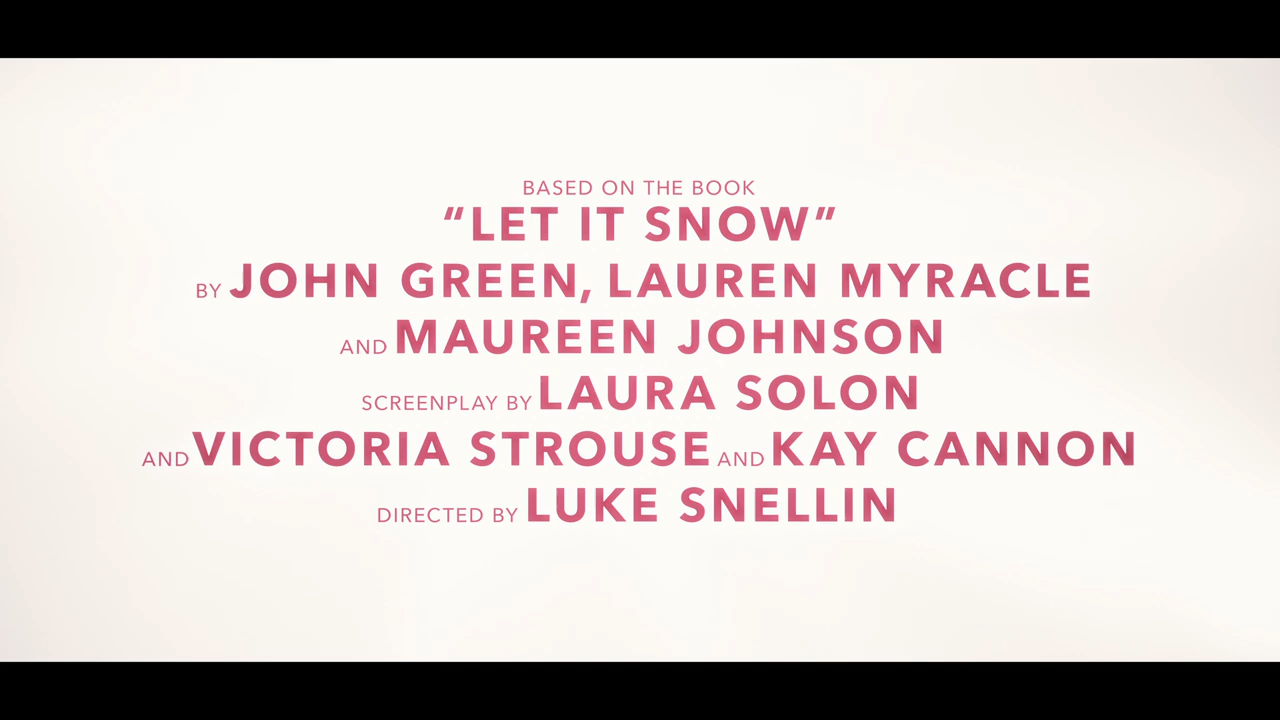 BASED ON THE BOOK
“LET IT SNOW”
BY JOHN GREEN, LAUREN MYRACLE
AND MAUREEN JOHNSON
SCREENPLAY BY LAURA SOLON
AND VICTORIA STROUSE AND KAY CANNON
DIRECTED BY LUKE SNELLIN